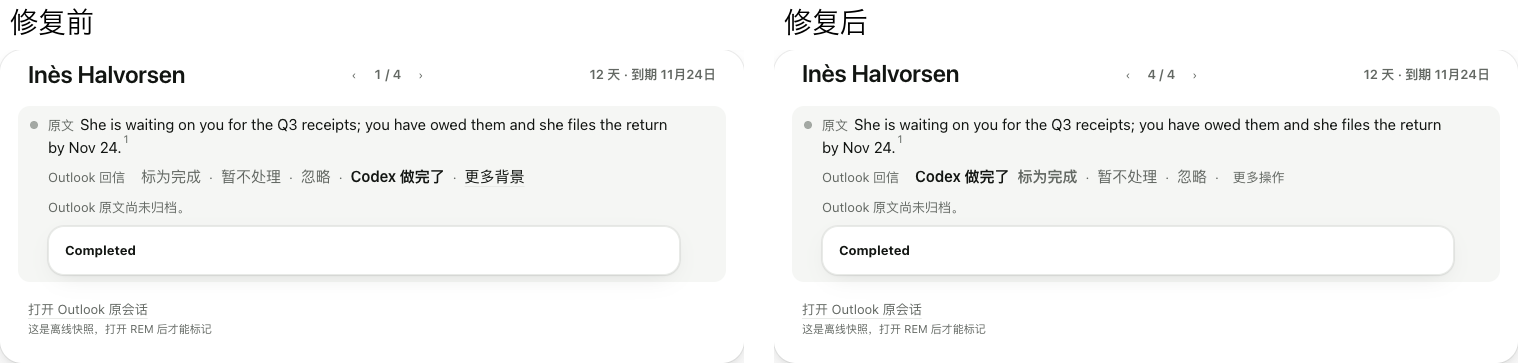 修复前
Inès Halvorsen ‹ 1 / 4 › 12 天 · 到期 11月24日
原文 She is waiting on you for the Q3 receipts; you have owed them and she files the return
by Nov 24. 1
Outlook 回信 标为完成 · 暂不处理 · 忽略 · Codex 做完了 · 更多背景
Outlook 原文尚未归档。
Completed
打开 Outlook 原会话
这是离线快照，打开 REM 后才能标记
修复后
Inès Halvorsen ‹ 4 / 4 › 12 天 · 到期 11月24日
原文 She is waiting on you for the Q3 receipts; you have owed them and she files the return
by Nov 24. 1
Outlook 回信 Codex 做完了 标为完成 · 暂不处理 · 忽略 · 更多操作
Outlook 原文尚未归档。
Completed
打开 Outlook 原会话
这是离线快照，打开 REM 后才能标记